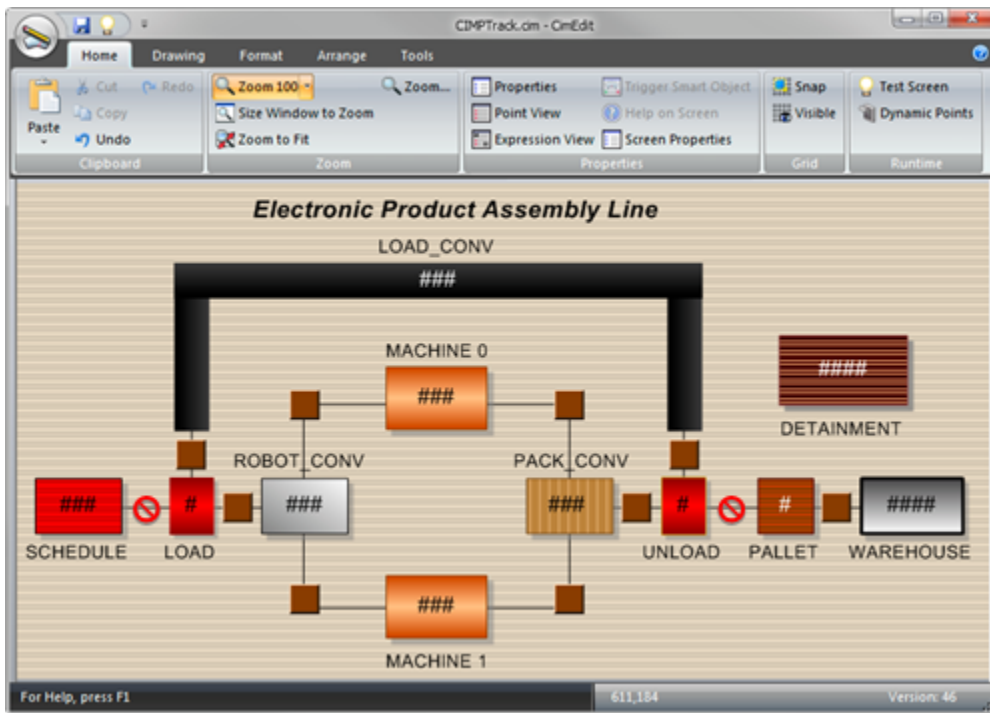 CIMPTrack.cim - CimEdit
Home Drawing Format Arrange Tools
Paste
Cut
Copy
Undo
Redo
Clipboard
Zoom 100
Size Window to Zoom
Zoom to Fit
Zoom...
Zoom
Properties
Point View
Expression View
Trigger Smart Object
Help on Screen
Screen Properties
Properties
Snap
Visible
Grid
Test Screen
Dynamic Points
Runtime
Electronic Product Assembly Line
LOAD_CONV
###
MACHINE 0
###
####
DETAINMENT
ROBOT_CONV
PACK_CONV
###
#
###
###
#
#
####
SCHEDULE
LOAD
UNLOAD
PALLET
WAREHOUSE
###
MACHINE 1
For Help, press F1
611,184
Version: 46